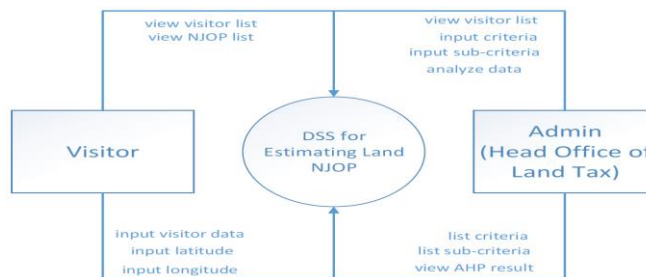 view visitor list
view NJOP list
view visitor list
input criteria
input sub-criteria
analyze data
Visitor
DSS for
Estimating Land
NJOP
Admin
(Head Office of
Land Tax)
input visitor data
input latitude
input longitude
list criteria
list sub-criteria
view AHP result